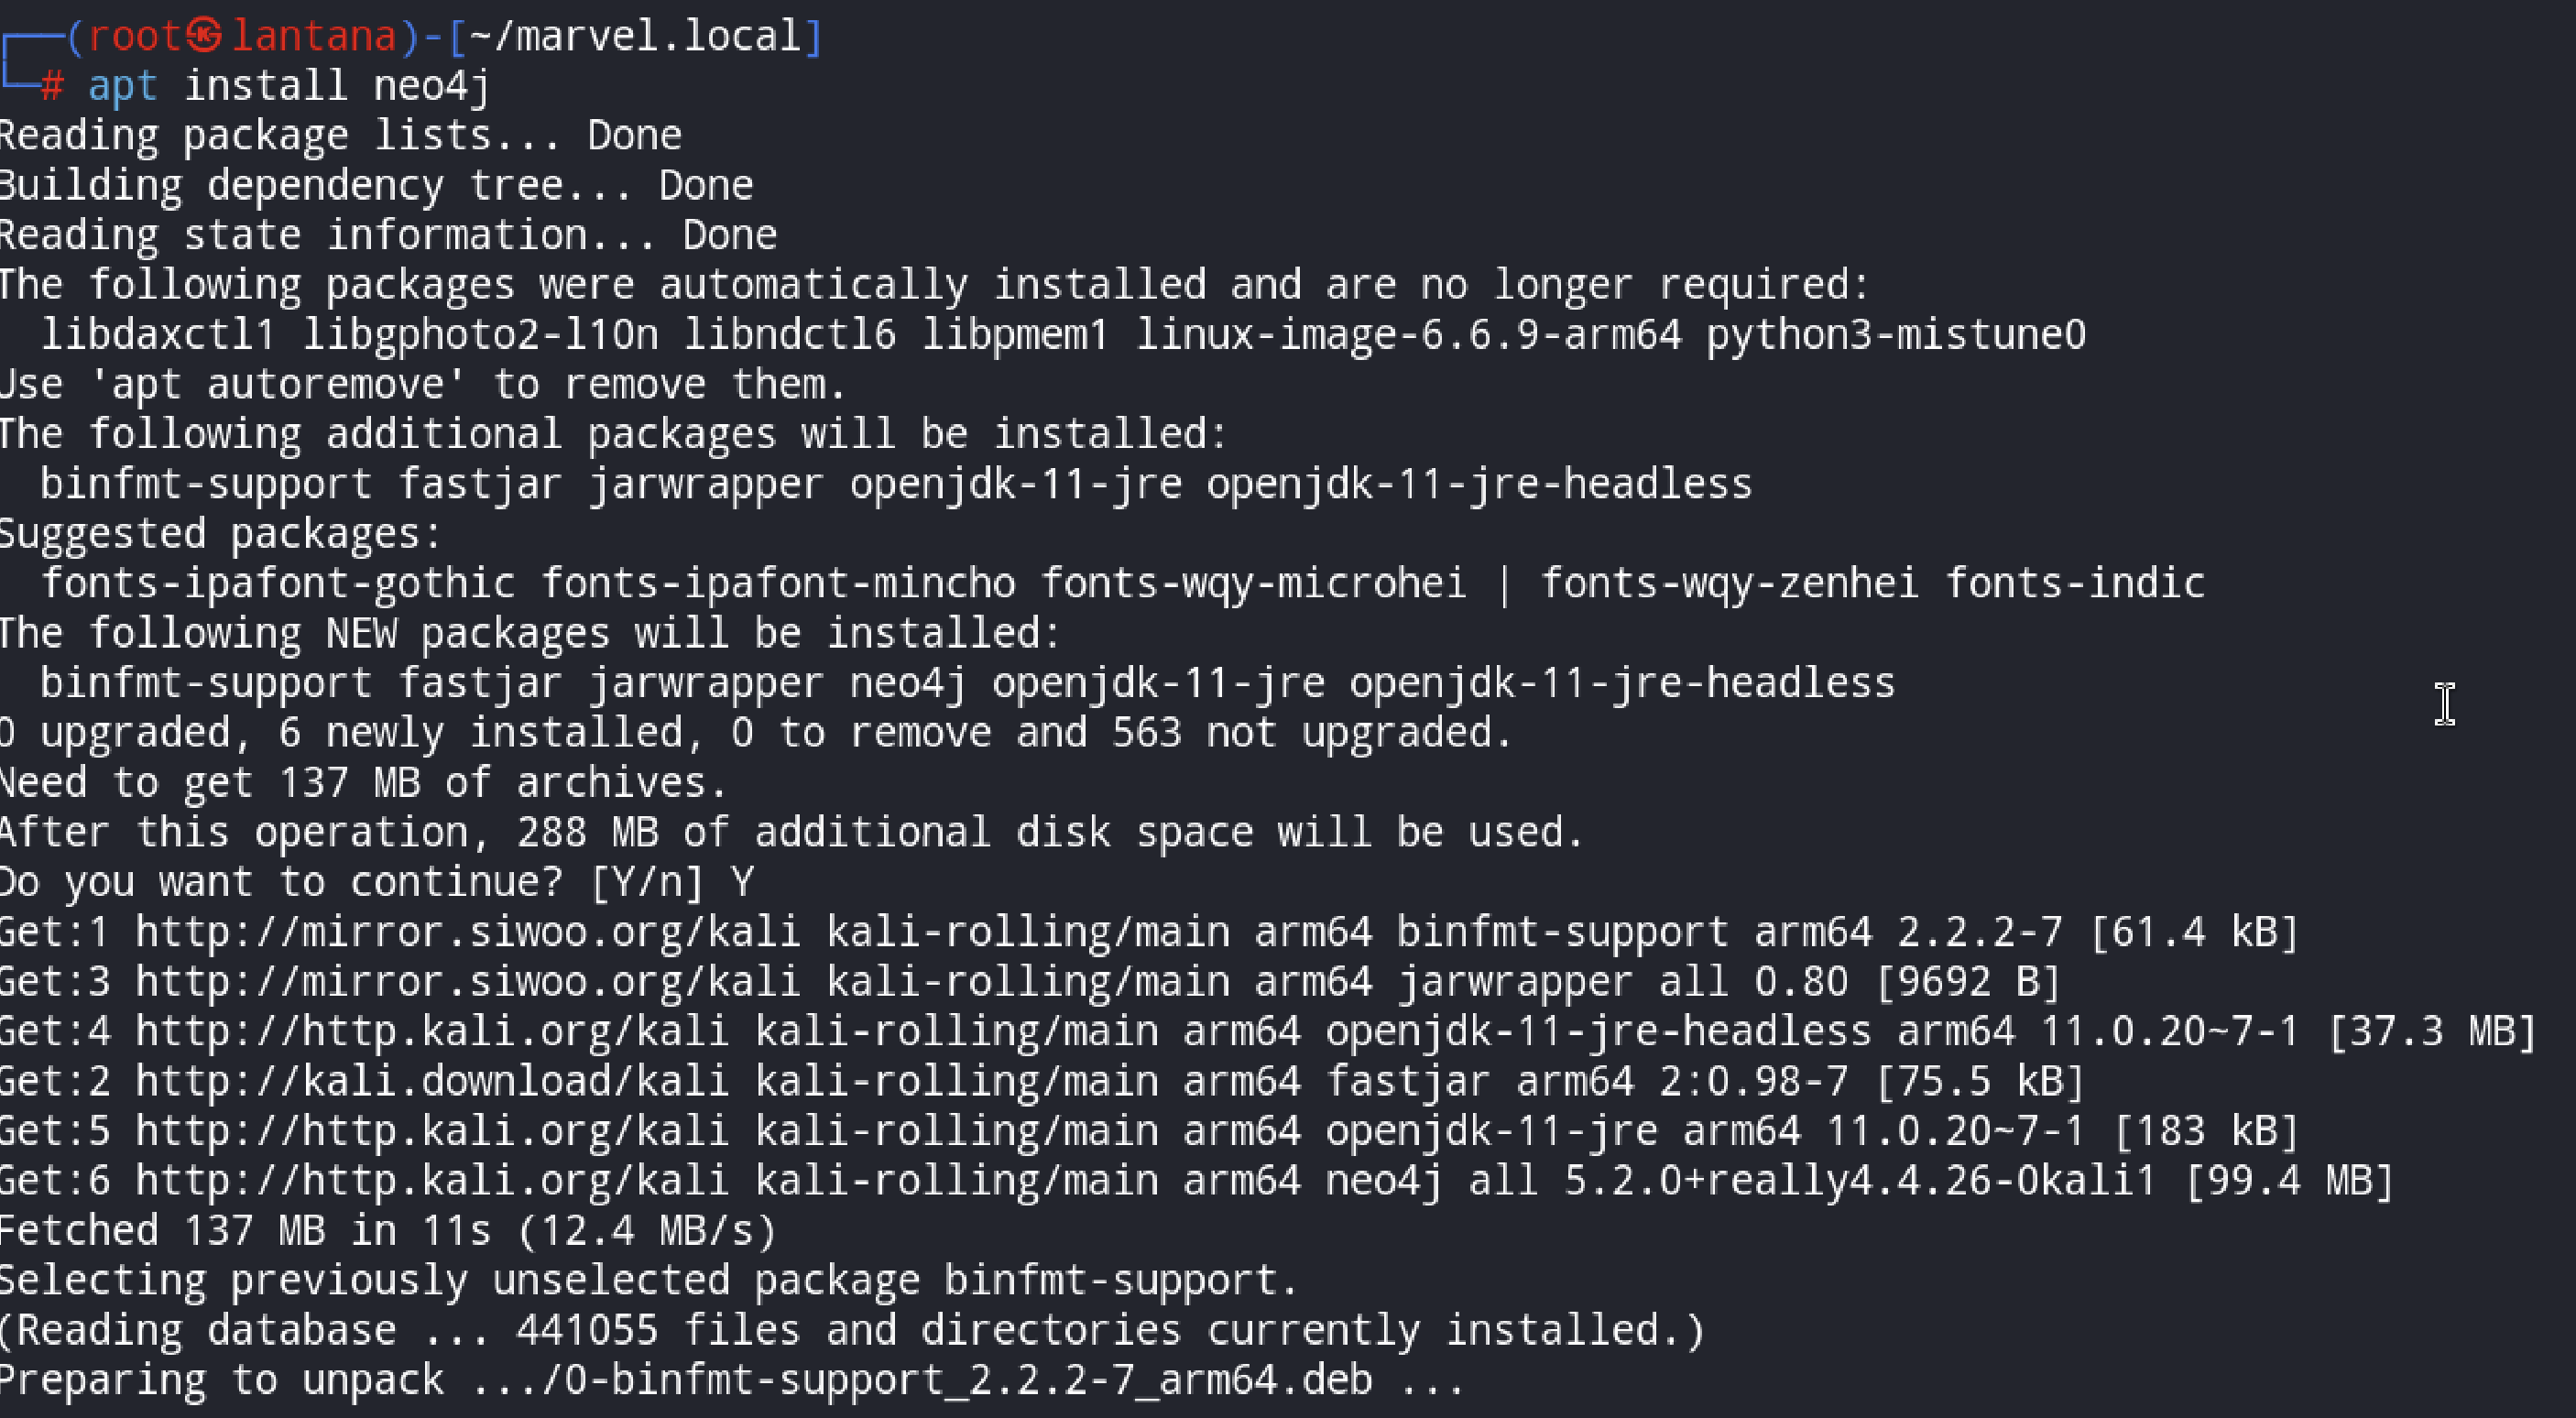 ┌──(root㉿lantana)-[~/marvel.local]
└─# apt install neo4j
Reading package lists... Done
Building dependency tree... Done
Reading state information... Done
The following packages were automatically installed and are no longer required:
  libdaxctl1 libgphoto2-l10n libndctl6 libpmem1 linux-image-6.6.9-arm64 python3-mistune0
Use 'apt autoremove' to remove them.
The following additional packages will be installed:
  binfmt-support fastjar jarwrapper openjdk-11-jre openjdk-11-jre-headless
Suggested packages:
  fonts-ipafont-gothic fonts-ipafont-mincho fonts-wqy-microhei | fonts-wqy-zenhei fonts-indic
The following NEW packages will be installed:
  binfmt-support fastjar jarwrapper neo4j openjdk-11-jre openjdk-11-jre-headless
0 upgraded, 6 newly installed, 0 to remove and 563 not upgraded.
Need to get 137 MB of archives.
After this operation, 288 MB of additional disk space will be used.
Do you want to continue? [Y/n] Y
Get:1 http://mirror.siwoo.org/kali kali-rolling/main arm64 binfmt-support arm64 2.2.2-7 [61.4 kB]
Get:3 http://mirror.siwoo.org/kali kali-rolling/main arm64 jarwrapper all 0.80 [9692 B]
Get:4 http://http.kali.org/kali kali-rolling/main arm64 openjdk-11-jre-headless arm64 11.0.20~7-1 [37.3 MB]
Get:2 http://kali.download/kali kali-rolling/main arm64 fastjar arm64 2:0.98-7 [75.5 kB]
Get:5 http://http.kali.org/kali kali-rolling/main arm64 openjdk-11-jre arm64 11.0.20~7-1 [183 kB]
Get:6 http://http.kali.org/kali kali-rolling/main arm64 neo4j all 5.2.0+really4.4.26-0kali1 [99.4 MB]
Fetched 137 MB in 11s (12.4 MB/s)
Selecting previously unselected package binfmt-support.
(Reading database ... 441055 files and directories currently installed.)
Preparing to unpack .../0-binfmt-support_2.2.2-7_arm64.deb ...